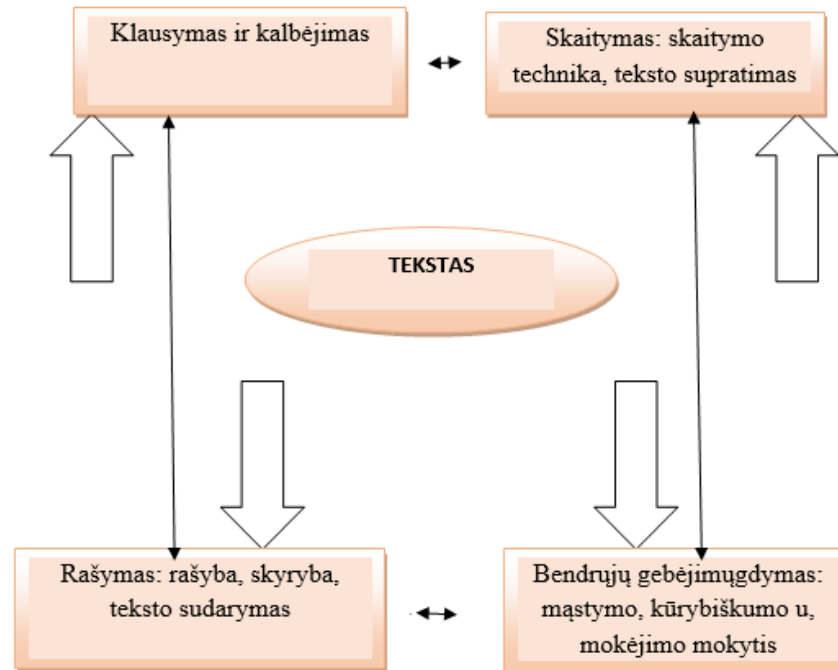 Klausymas ir kalbėjimas
Skaitymas: skaitymo
technika, teksto supratimas
TEKSTAS
Rašymas: rašyba, skyryba,
teksto sudarymas
Bendrųjų gebėjimųgdymas:
mąstymo, kūrybiškumo u,
mokėjimo mokytis